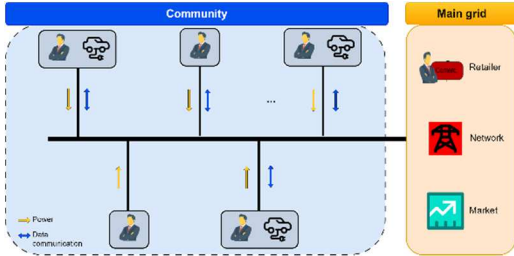 Community
Main grid
Retailer
...
Network
Market
Power
Data
communication